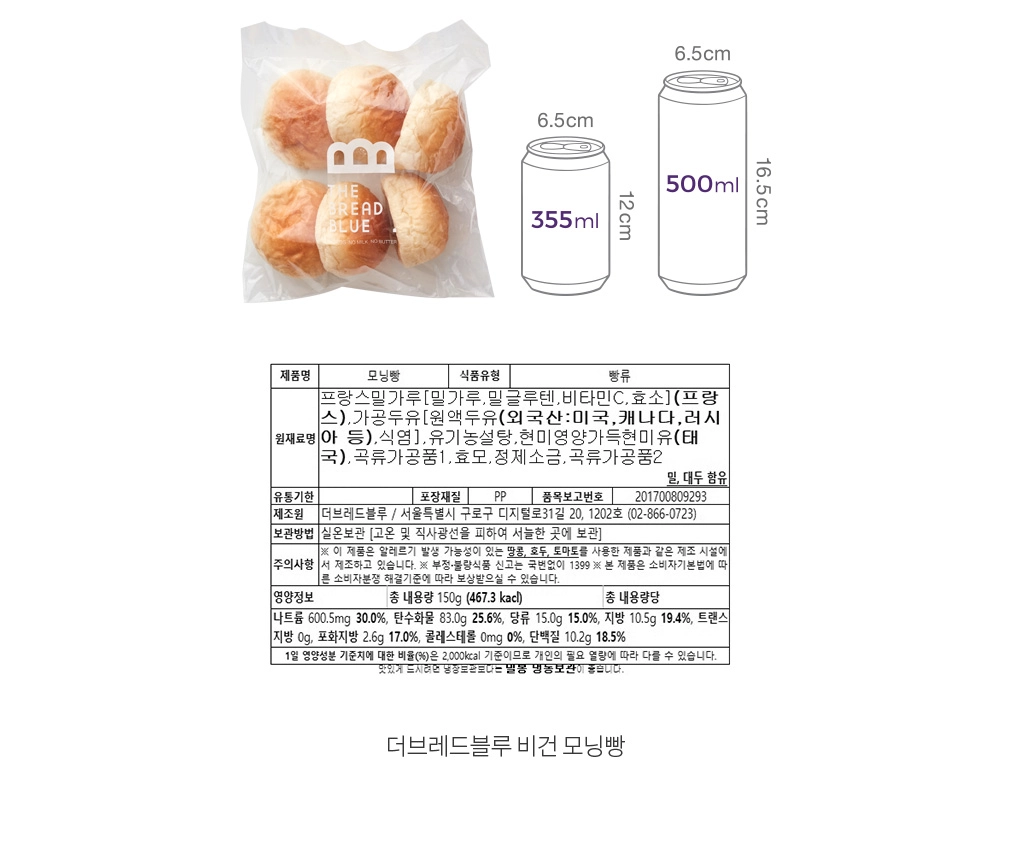 6.5cm
6.5cm
500ml
16.5cm
355ml
12cm
THE
BREAD
BLUE
NO MILK, NO BUTTER
제품명 모닝빵 식품유형 빵류
원재료명
프랑스밀가루[밀가루,밀글루텐,비타민C,효소](프랑
스),가공두유[원액두유(외국산:미국,캐나다,러시
아 등),식염],유기농설탕,현미영양가득현미유(태
국),곡류가공품1,효모,정제소금,곡류가공품2
밀, 대두 함유
유통기한 포장재질 PP 품목보고번호 201700809293
제조원 더브레드블루 / 서울특별시 구로구 디지털로31길 20, 1202호 (02-866-0723)
보관방법 실온보관 [고온 및 직사광선을 피하여 서늘한 곳에 보관]
주의사항
※ 이 제품은 알레르기 발생 가능성이 있는 땅콩, 호두, 토마토를 사용한 제품과 같은 제조 시설에
서 제조하고 있습니다. ※ 부정·불량식품 신고는 국번없이 1399 ※ 본 제품은 소비자기본법에 따
른 소비자분쟁 해결기준에 따라 보상받으실 수 있습니다.
영양정보 총 내용량 150g (467.3 kacl) 총 내용량당
나트륨 600.5mg 30.0%, 탄수화물 83.0g 25.6%, 당류 15.0g 15.0%, 지방 10.5g 19.4%, 트랜스
지방 0g, 포화지방 2.6g 17.0%, 콜레스테롤 0mg 0%, 단백질 10.2g 18.5%
1일 영양성분 기준치에 대한 비율(%)은 2,000kcal 기준이므로 개인의 필요 열량에 따라 다를 수 있습니다.
맛있게 드시려면 냉장보관보다는 밀봉 냉동보관이 좋습니다.
더브레드블루 비건 모닝빵